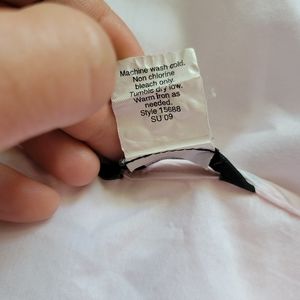 Machine wash cold.
Non chlorine
bleach only.
Tumble dry low.
Warm Iron as
needed.
Style 15688
SU 09